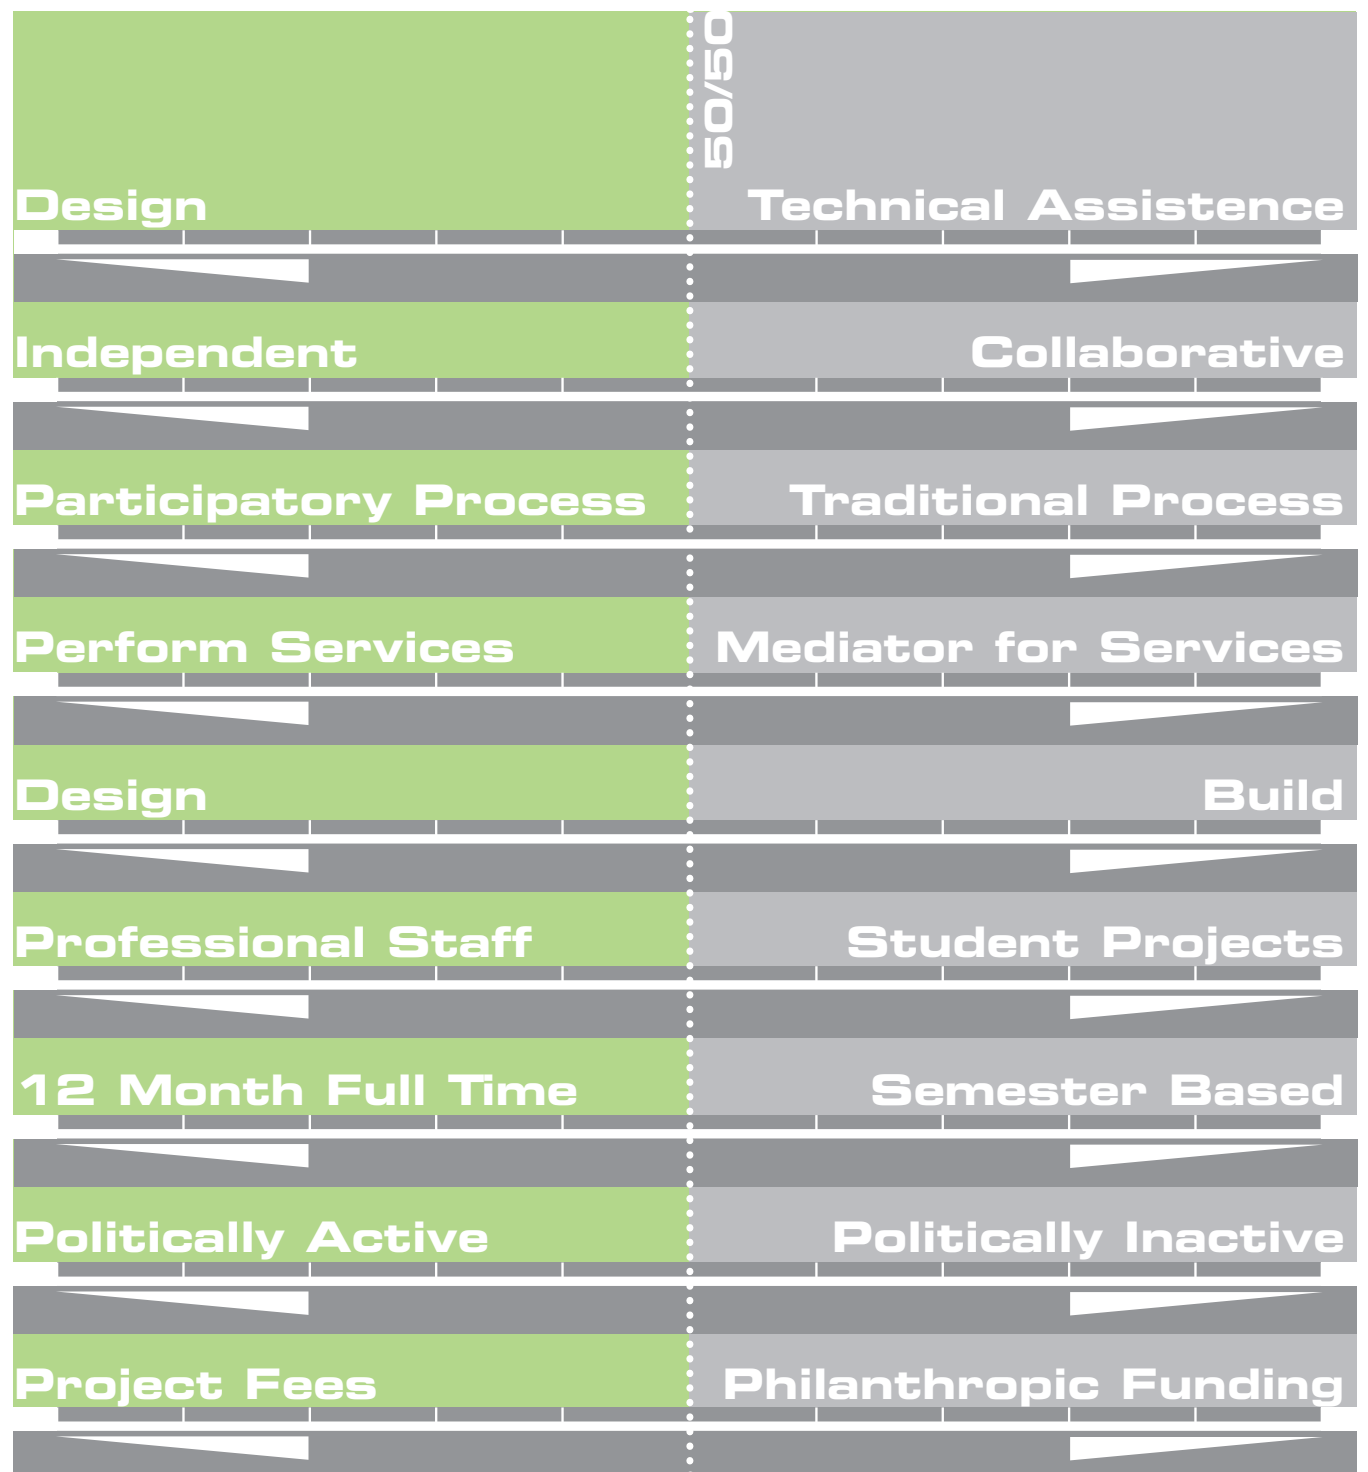 50/50
Design Technical Assistence
Independent Collaborative
Participatory Process Traditional Process
Perform Services Mediator for Services
Design Build
Professional Staff Student Projects
12 Month Full Time Semester Based
Politically Active Politically Inactive
Project Fees Philanthropic Funding